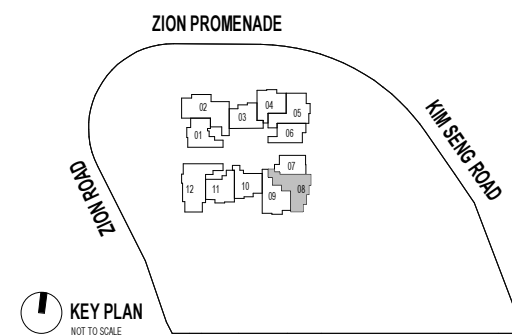 ZION PROMENADE
KIM SENG ROAD
ZION ROAD
02
04
03
05
01
06
07
12
11
10
09
08
KEY PLAN
NOT TO SCALE